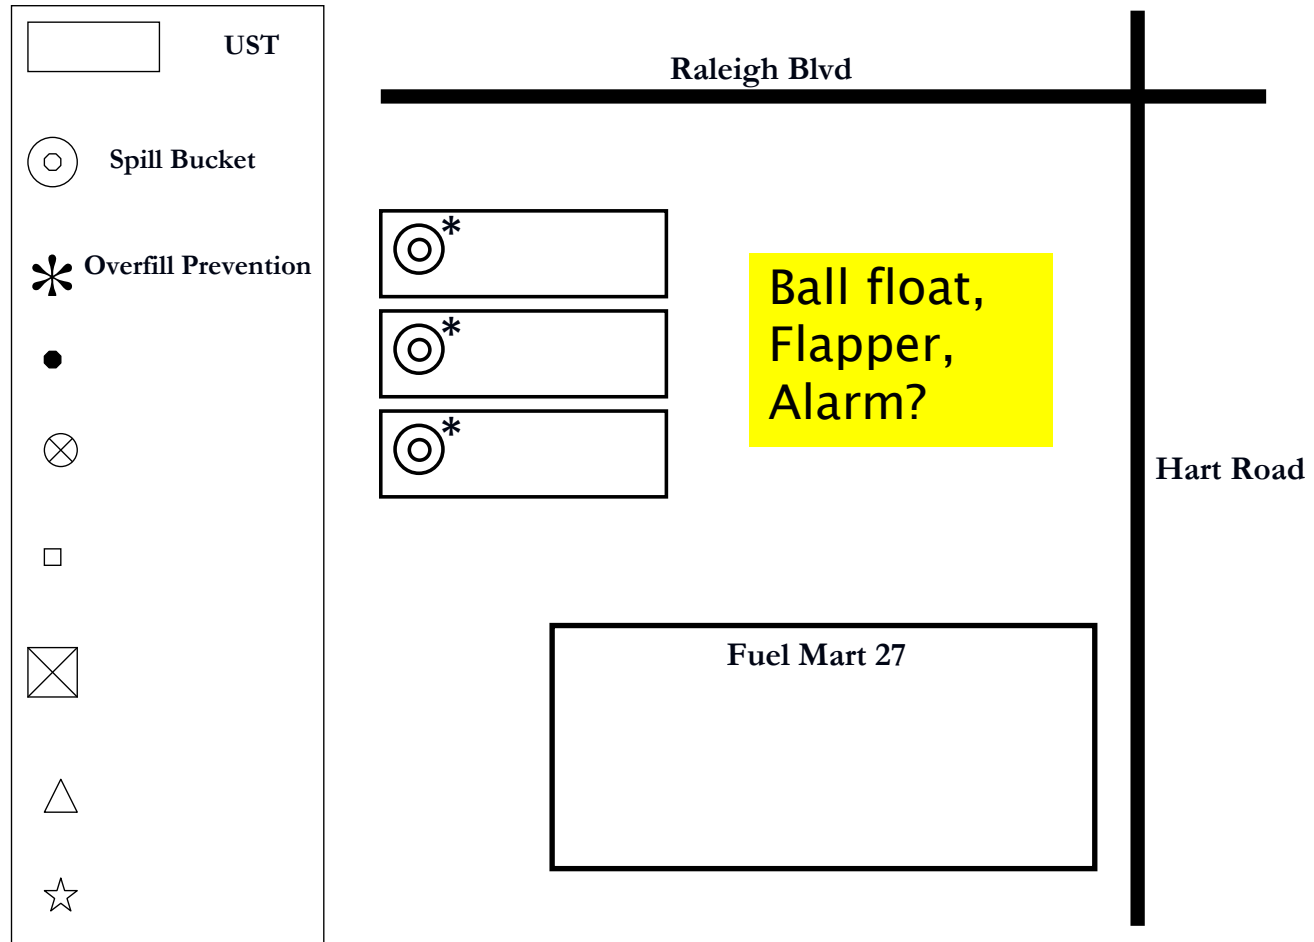 UST
Spill Bucket
Overfill Prevention
Raleigh Blvd
*
*
*
Ball float,
Flapper,
Alarm?
Hart Road
Fuel Mart 27